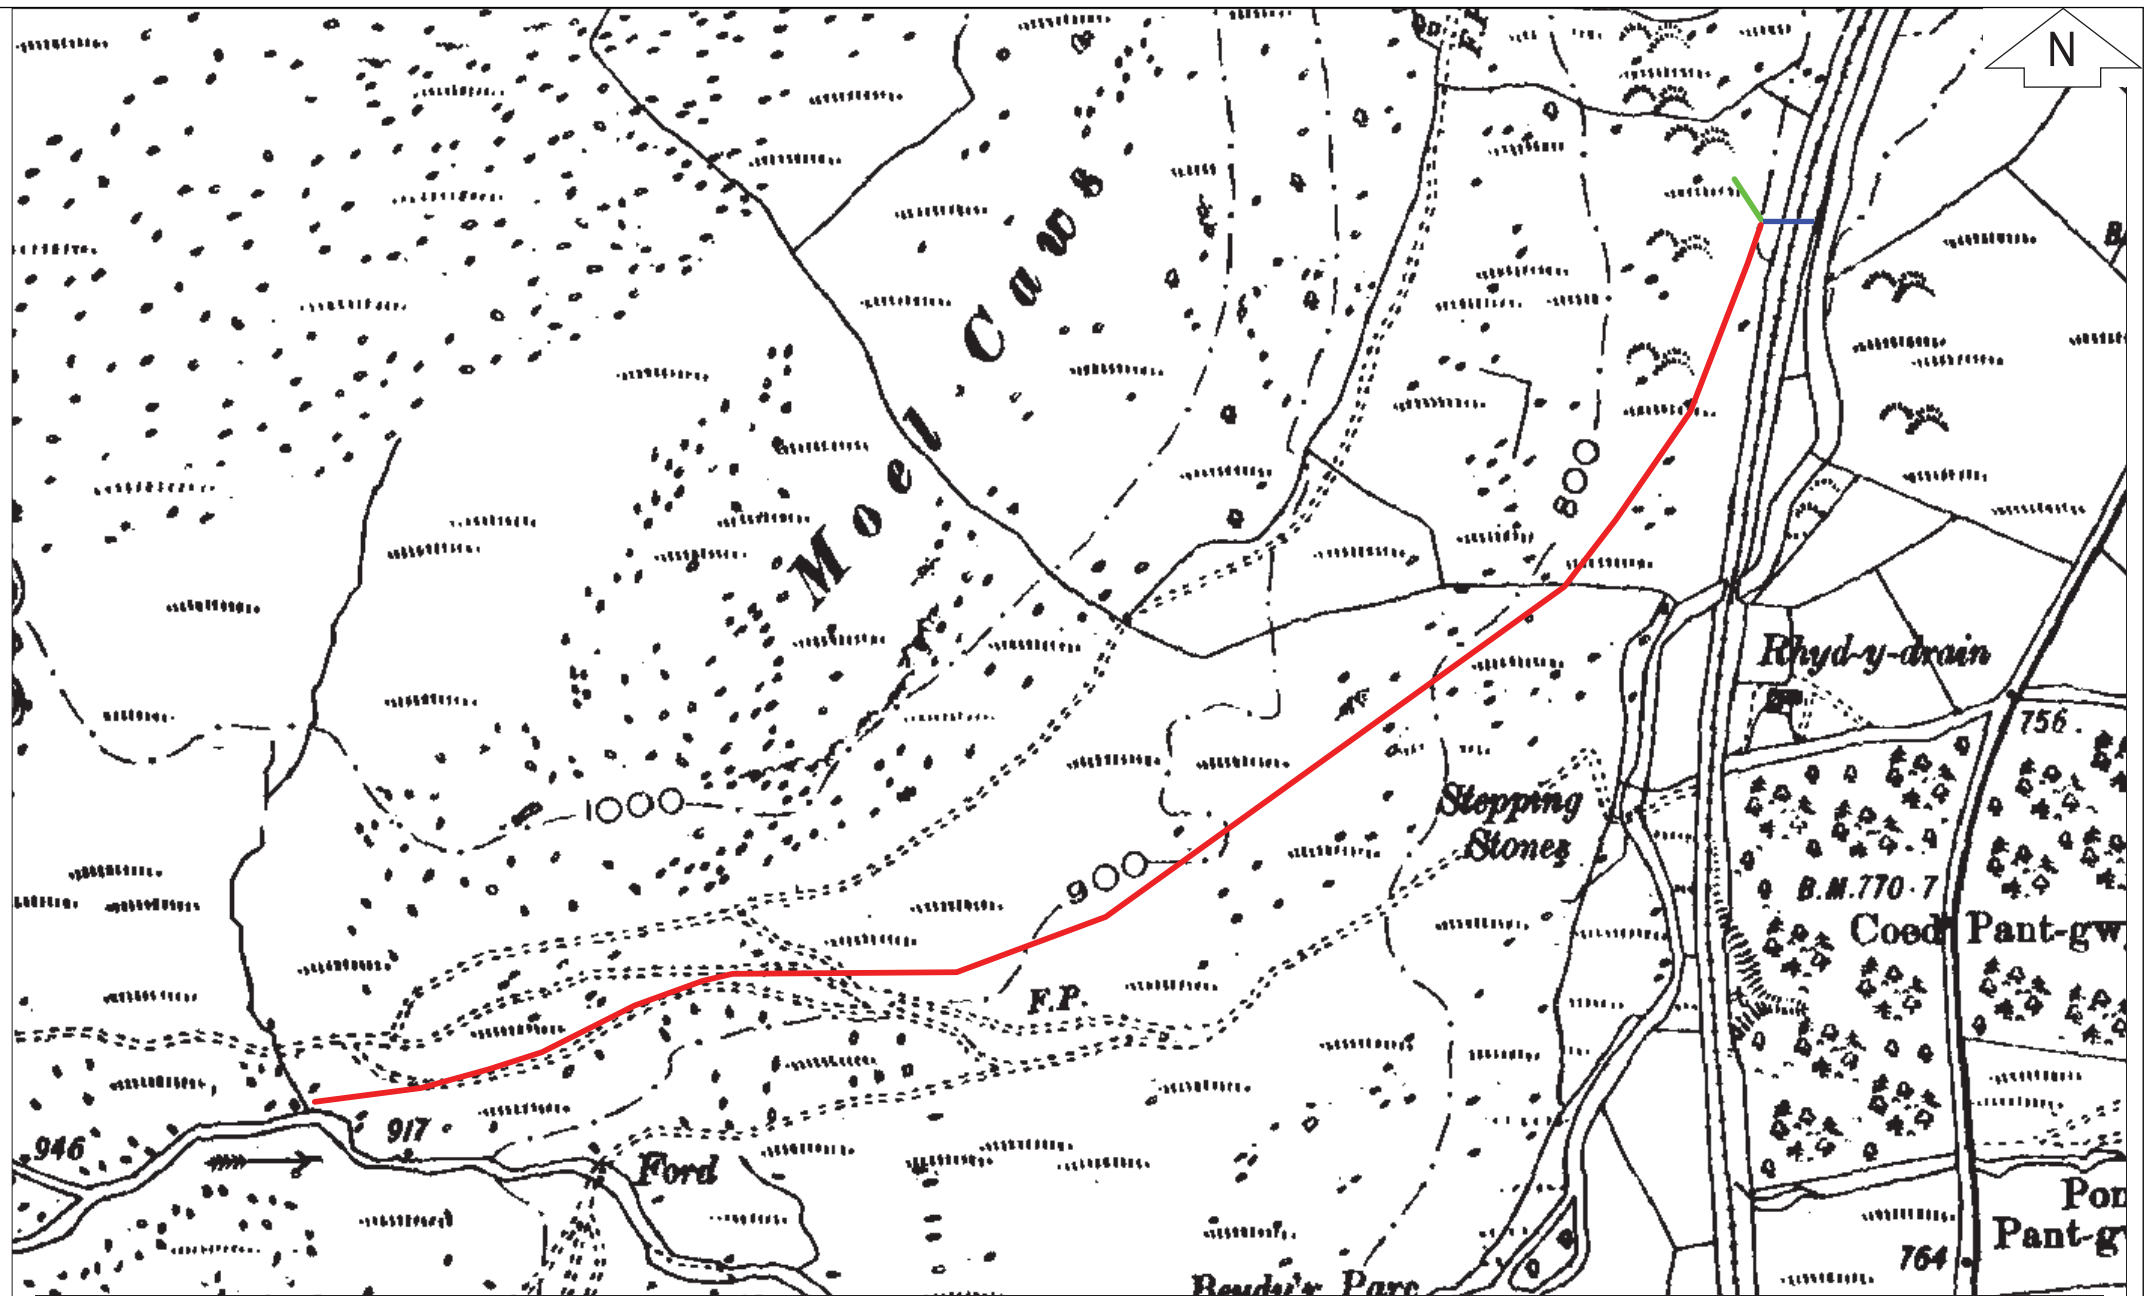 N
Moel Caws
800
Rhyd-y-drain
756.
1000
Stepping
Stones
900
B.M.770·7
Coed Pant-gw
F.P.
946
917
Ford
Pon
Pant-g
764